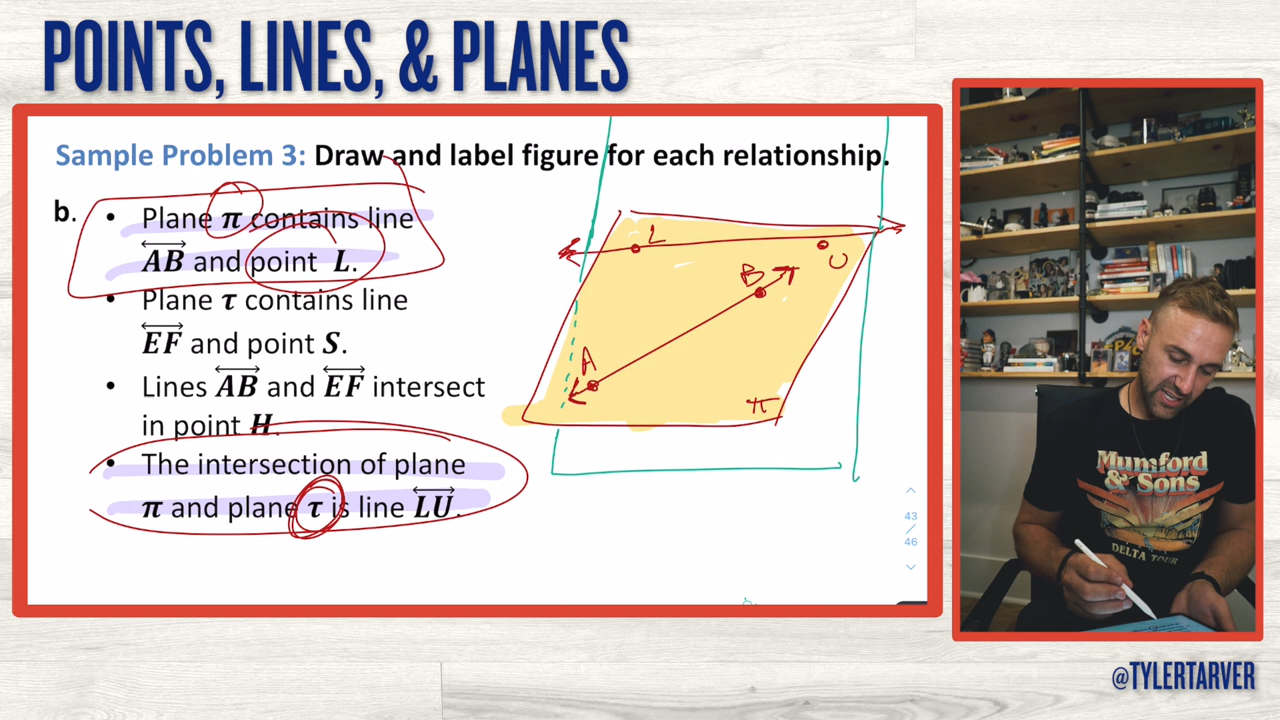 POINTS, LINES, & PLANES
Sample Problem 3: Draw and label figure for each relationship.
b. • Plane π contains line
AB and point L.
• Plane τ contains line
EF and point S.
• Lines AB and EF intersect
in point H.
• The intersection of plane
π and plane τ is line LU.
L
U
B
A
π
43
/
46
Mumford
& Sons
DELTA TOUR
@TYLERTARVER